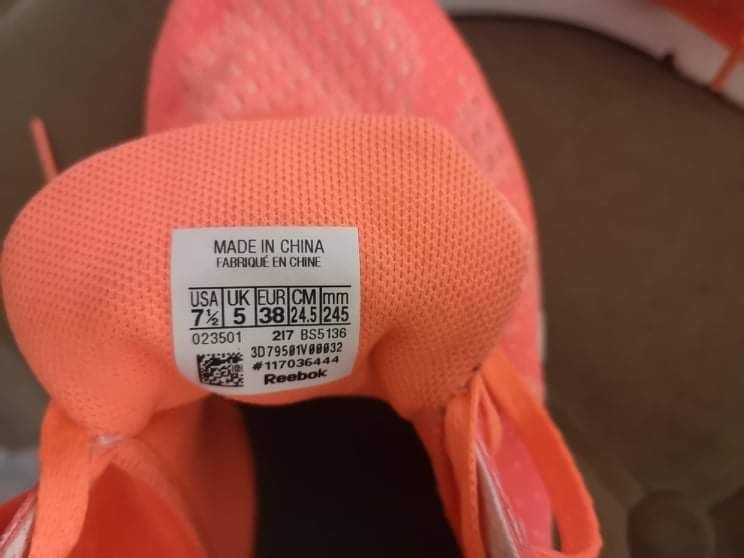 MADE IN CHINA
FABRIQUÉ EN CHINE
USA UK EUR CM mm
7½ 5 38 24.5 245
023501 217 BS5136
3D79501V00032
#117036444
Reebok